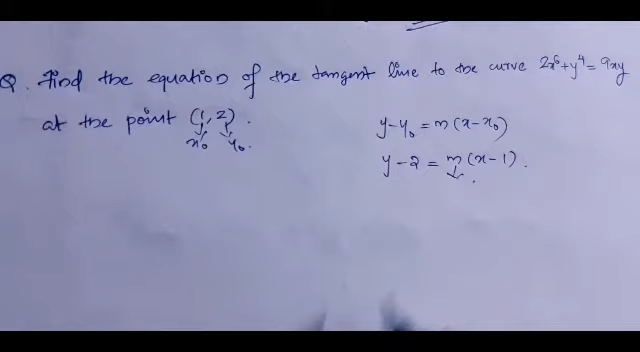 Q. Find the equation of the tangent line to the curve 2x⁶+y⁴=9xy
at the point (1,2).
x₀ y₀.
y-y₀=m(x-x₀)
y-2=m(x-1).